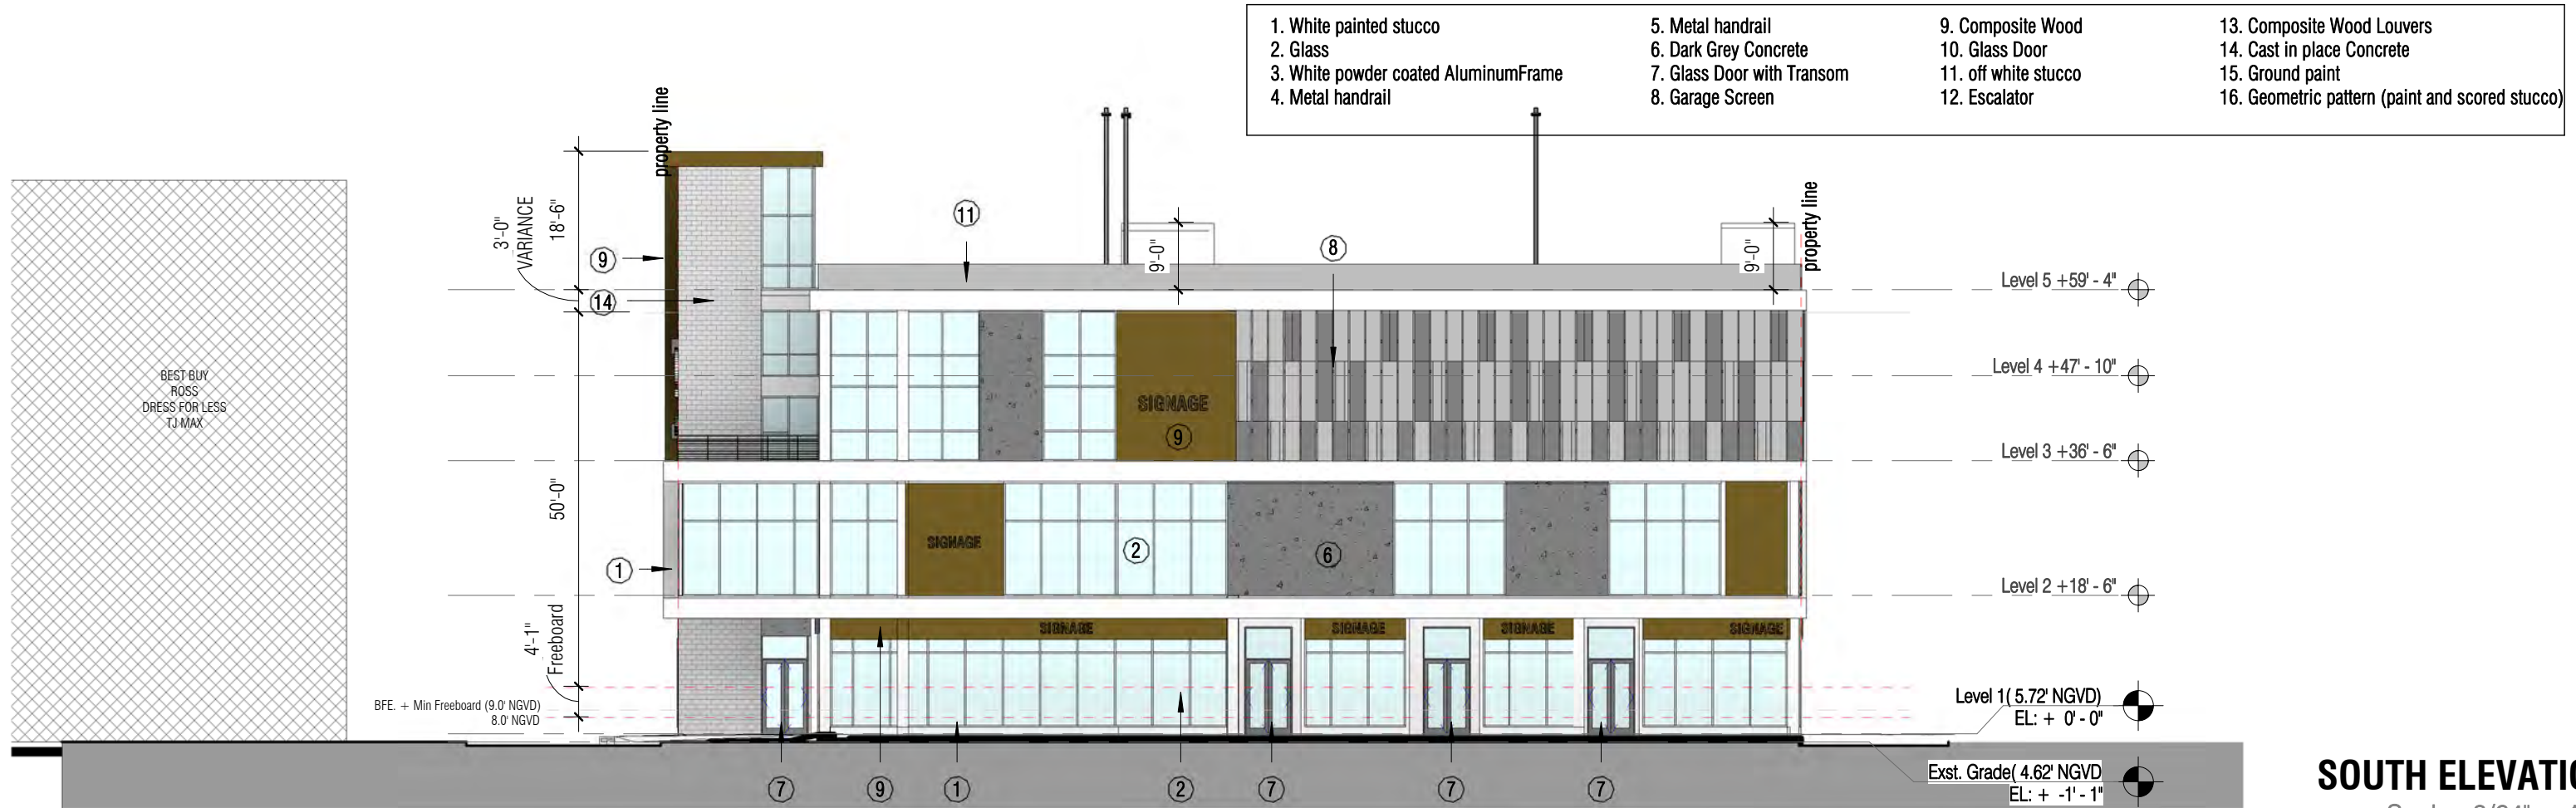 1. White painted stucco
2. Glass
3. White powder coated AluminumFrame
4. Metal handrail
5. Metal handrail
6. Dark Grey Concrete
7. Glass Door with Transom
8. Garage Screen
9. Composite Wood
10. Glass Door
11. off white stucco
12. Escalator
13. Composite Wood Louvers
14. Cast in place Concrete
15. Ground paint
16. Geometric pattern (paint and scored stucco)
property line
property line
3'-0"
VARIANCE
18'-6"
11
8
9
14
9'-0"
9'-0"
Level 5 +59' - 4"
Level 4 +47' - 10"
Level 3 +36' - 6"
Level 2 +18' - 6"
BEST BUY
ROSS
DRESS FOR LESS
TJ MAX
SIGNAGE
9
50'-0"
SIGNAGE
2
6
1
4'-1"
Freeboard
SIGNAGE
SIGNAGE
SIGNAGE
SIGNAGE
BFE. + Min Freeboard (9.0' NGVD)
8.0' NGVD
Level 1( 5.72' NGVD)
EL: + 0' - 0"
Exst. Grade( 4.62' NGVD
EL: + -1' - 1"
7
9
1
2
7
7
7
SOUTH ELEVATIO